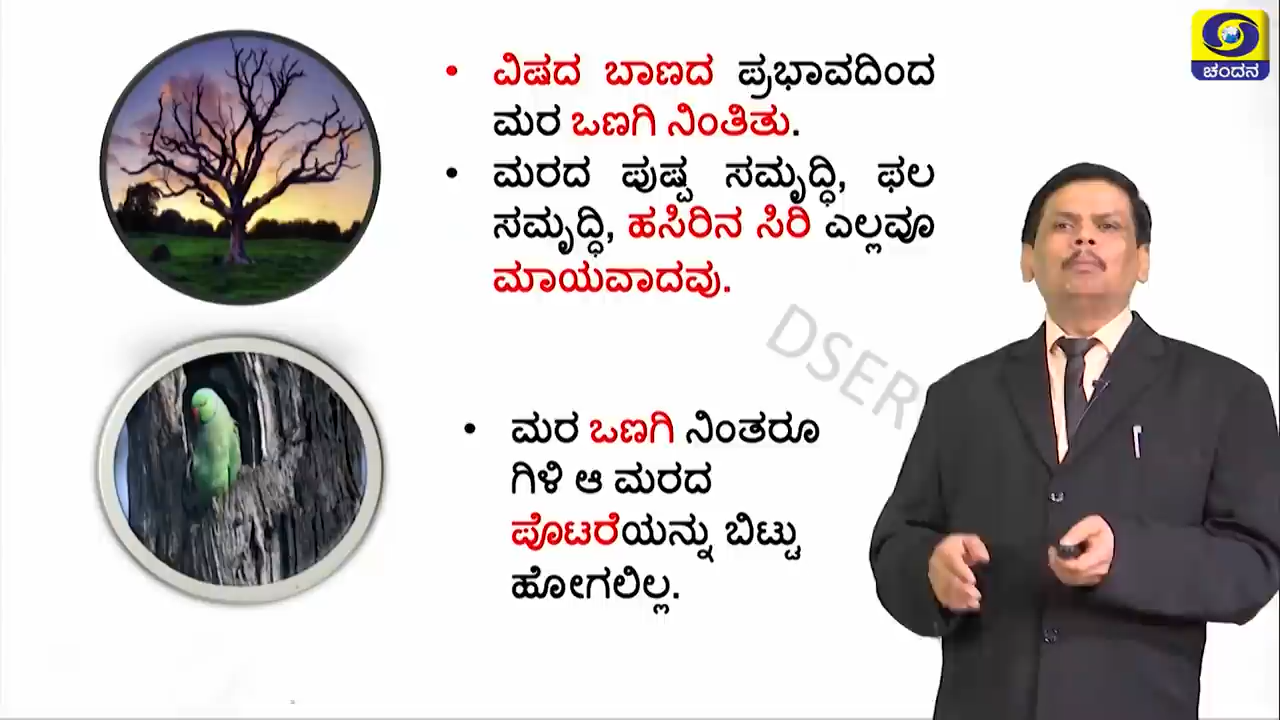 ಚಂದನ
• ವಿಷದ ಬಾಣದ ಪ್ರಭಾವದಿಂದ
ಮರ ಒಣಗಿ ನಿಂತಿತು.
• ಮರದ ಪುಷ್ಪ ಸಮೃದ್ಧಿ, ಫಲ
ಸಮೃದ್ಧಿ, ಹಸಿರಿನ ಸಿರಿ ಎಲ್ಲವೂ
ಮಾಯವಾದವು.
DSER
• ಮರ ಒಣಗಿ ನಿಂತರೂ
ಗಿಳಿ ಆ ಮರದ
ಪೊಟರೆಯನ್ನು ಬಿಟ್ಟು
ಹೋಗಲಿಲ್ಲ.